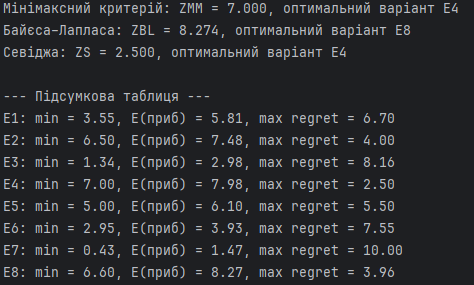 Мінімаксний критерій: ZMM = 7.000, оптимальний варіант E4
Байєса-Лапласа: ZBL = 8.274, оптимальний варіант E8
Севіджа: ZS = 2.500, оптимальний варіант E4
--- Підсумкова таблиця ---
E1: min = 3.55, E(приб) = 5.81, max regret = 6.70
E2: min = 6.50, E(приб) = 7.48, max regret = 4.00
E3: min = 1.34, E(приб) = 2.98, max regret = 8.16
E4: min = 7.00, E(приб) = 7.98, max regret = 2.50
E5: min = 5.00, E(приб) = 6.10, max regret = 5.50
E6: min = 2.95, E(приб) = 3.93, max regret = 7.55
E7: min = 0.43, E(приб) = 1.47, max regret = 10.00
E8: min = 6.60, E(приб) = 8.27, max regret = 3.96